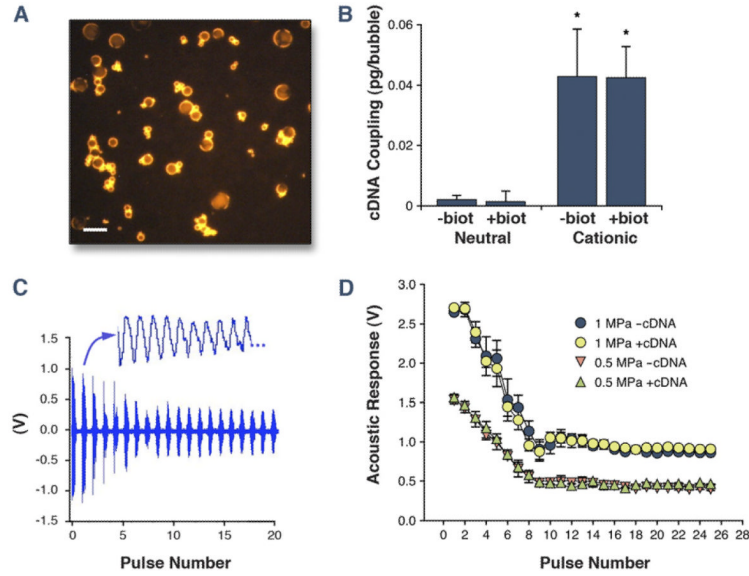 A
B
cDNA Coupling (pg/bubble)
0.06
0.04
0.02
0
*
*
-biot +biot -biot +biot
Neutral Cationic
C
(V)
1.5
1.0
0.5
0.0
-0.5
-1.0
-1.5
0 5 10 15 20
Pulse Number
D
Acoustic Response (V)
3.0
2.5
2.0
1.5
1.0
0.5
0.0
1 MPa −cDNA
1 MPa +cDNA
0.5 MPa −cDNA
0.5 MPa +cDNA
0 2 4 6 8 10 12 14 16 18 20 22 24 26 28
Pulse Number